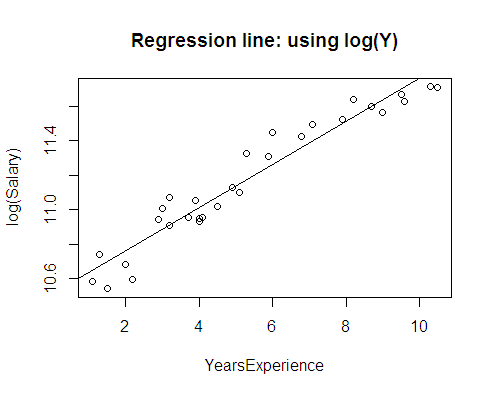 Regression line: using log(Y)
log(Salary)
11.4
11.0
10.6
2 4 6 8 10
YearsExperience